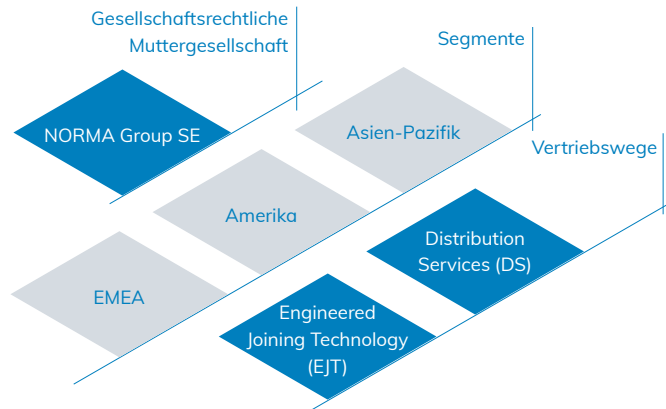 Gesellschaftsrechtliche
Muttergesellschaft
NORMA Group SE
Segmente
Asien-Pazifik
Amerika
EMEA
Vertriebswege
Distribution
Services (DS)
Engineered
Joining Technology
(EJT)